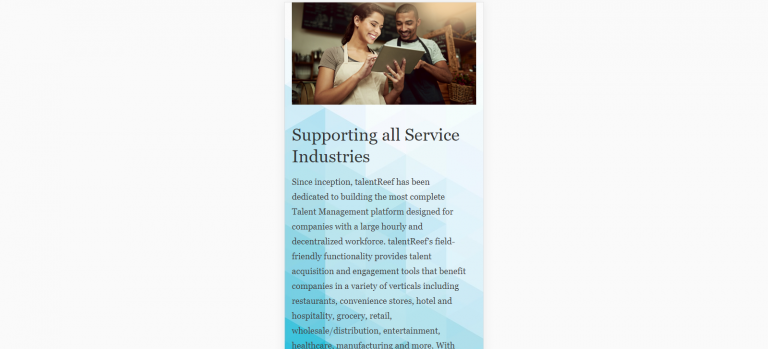 Supporting all Service
Industries
Since inception, talentReef has been
dedicated to building the most complete
Talent Management platform designed for
companies with a large hourly and
decentralized workforce. talentReef's field-
friendly functionality provides talent
acquisition and engagement tools that benefit
companies in a variety of verticals including
restaurants, convenience stores, hotel and
hospitality, grocery, retail,
wholesale/distribution, entertainment,
healthcare, manufacturing and more. With